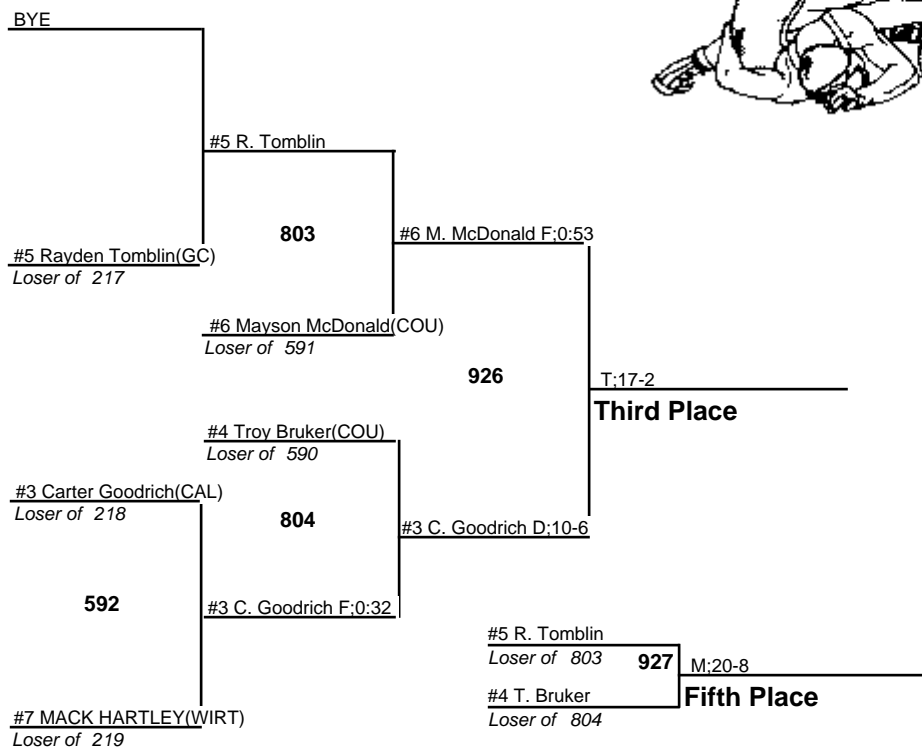 BYE
#5 R. Tomblin
803
#6 M. McDonald F;0:53
#5 Rayden Tomblin(GC)
Loser of 217
#6 Mayson McDonald(COU)
Loser of 591
926
T;17-2
Third Place
#4 Troy Bruker(COU)
Loser of 590
#3 Carter Goodrich(CAL)
Loser of 218
804
#3 C. Goodrich D;10-6
592
#3 C. Goodrich F;0:32
#5 R. Tomblin
Loser of 803
927
M;20-8
Fifth Place
#4 T. Bruker
Loser of 804
#7 MACK HARTLEY(WIRT)
Loser of 219